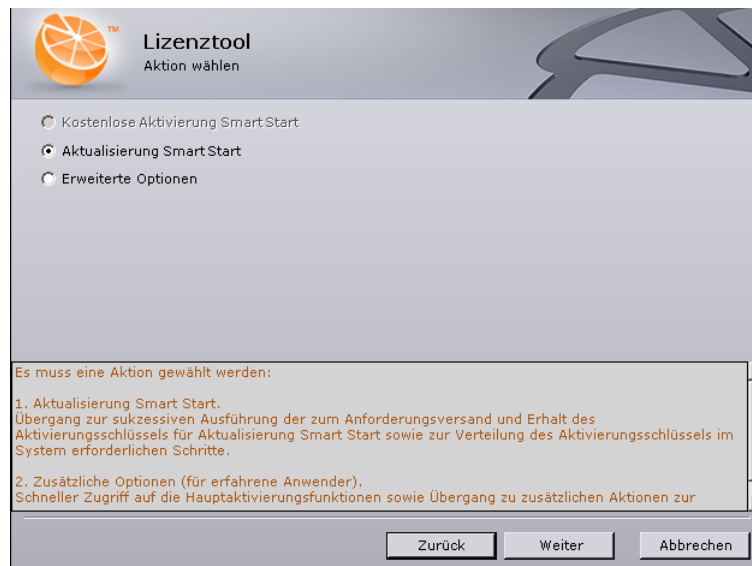 TM
Lizenztool
Aktion wählen
Kostenlose Aktivierung Smart Start
Aktualisierung Smart Start
Erweiterte Optionen
Es muss eine Aktion gewählt werden:
1. Aktualisierung Smart Start.
Übergang zur sukzessiven Ausführung der zum Anforderungsversand und Erhalt des
Aktivierungsschlüssels für Aktualisierung Smart Start sowie zur Verteilung des Aktivierungsschlüssels im
System erforderlichen Schritte.
2. Zusätzliche Optionen (für erfahrene Anwender).
Schneller Zugriff auf die Hauptaktivierungsfunktionen sowie Übergang zu zusätzlichen Aktionen zur
Zurück
Weiter
Abbrechen